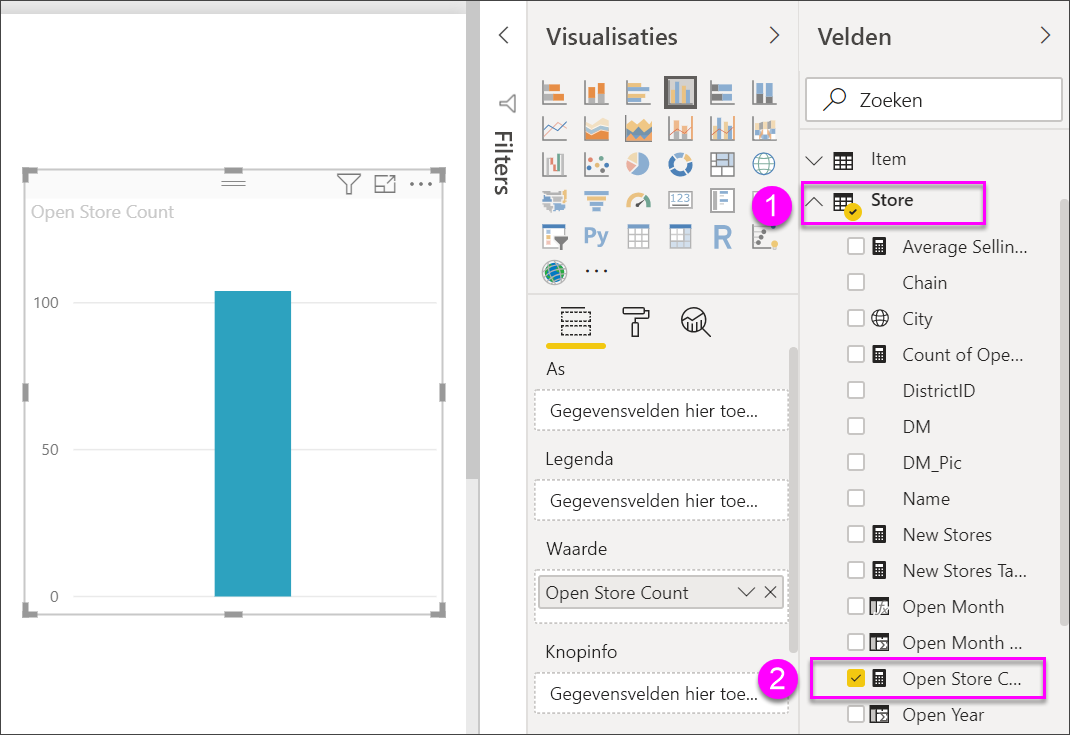 Open Store Count
100
50
0
Filters
Visualisaties
123
Py
R
As
Gegevensvelden hier toe...
Legenda
Gegevensvelden hier toe...
Waarde
Open Store Count
Knopinfo
Gegevensvelden hier toe...
Velden
Zoeken
Item
1
Store
Average Sellin...
Chain
City
Count of Ope...
DistrictID
DM
DM_Pic
Name
New Stores
New Stores Ta...
Open Month
Open Month ...
2
Open Store C...
Open Year